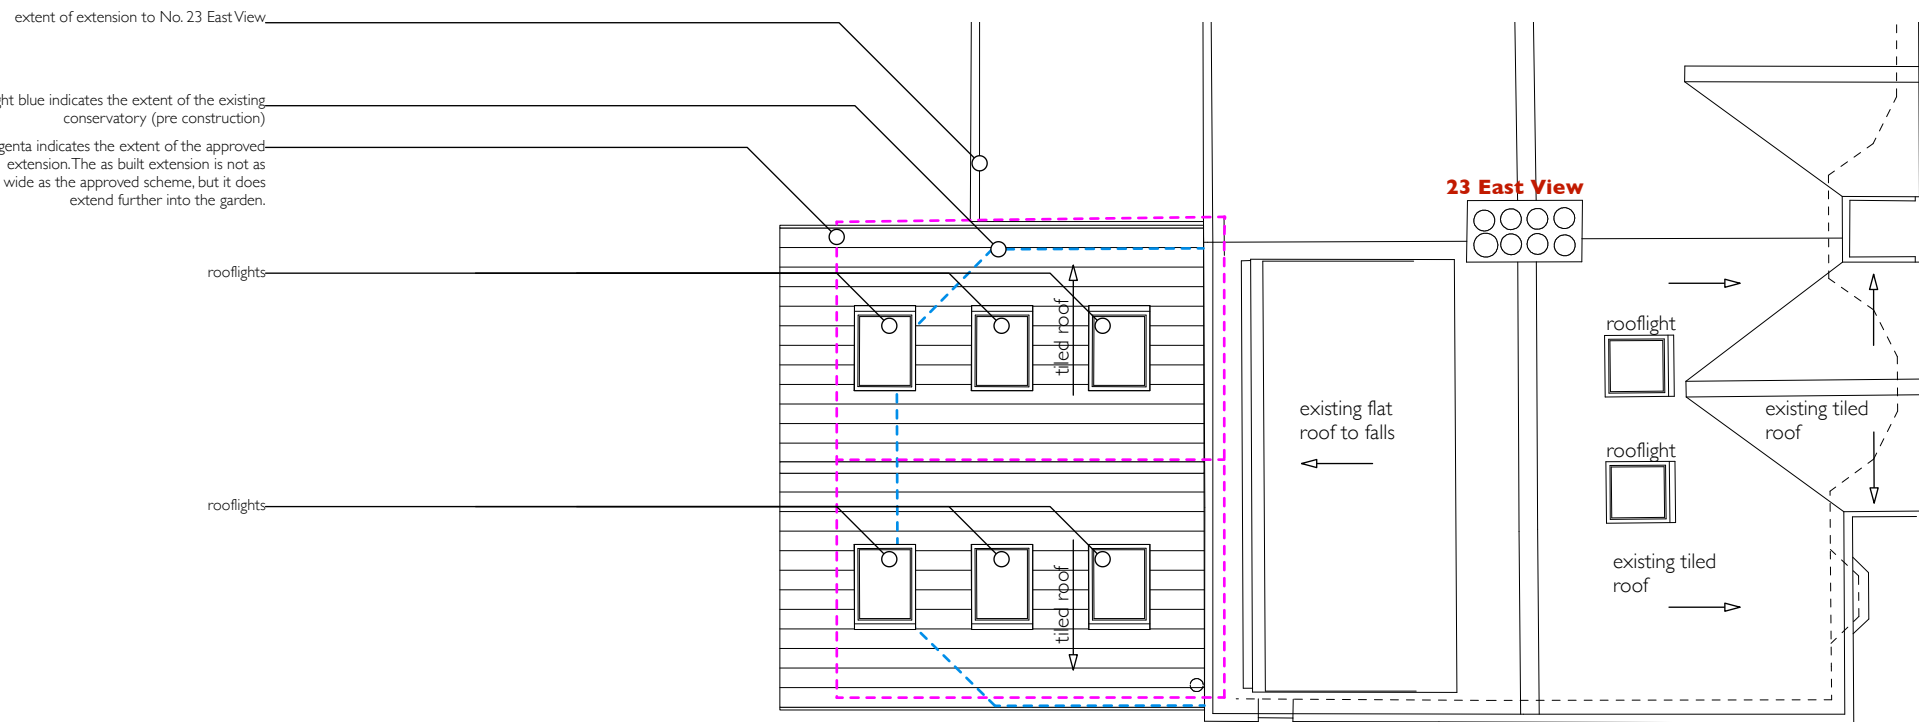 extent of extension to No. 23 East View
ght blue indicates the extent of the existing
conservatory (pre construction)
genta indicates the extent of the approved
extension. The as built extension is not as
wide as the approved scheme, but it does
extend further into the garden.
rooflights
rooflights
tiled roof
tiled roof
23 East View
existing flat
roof to falls
rooflight
rooflight
existing tiled
roof
existing tiled
roof